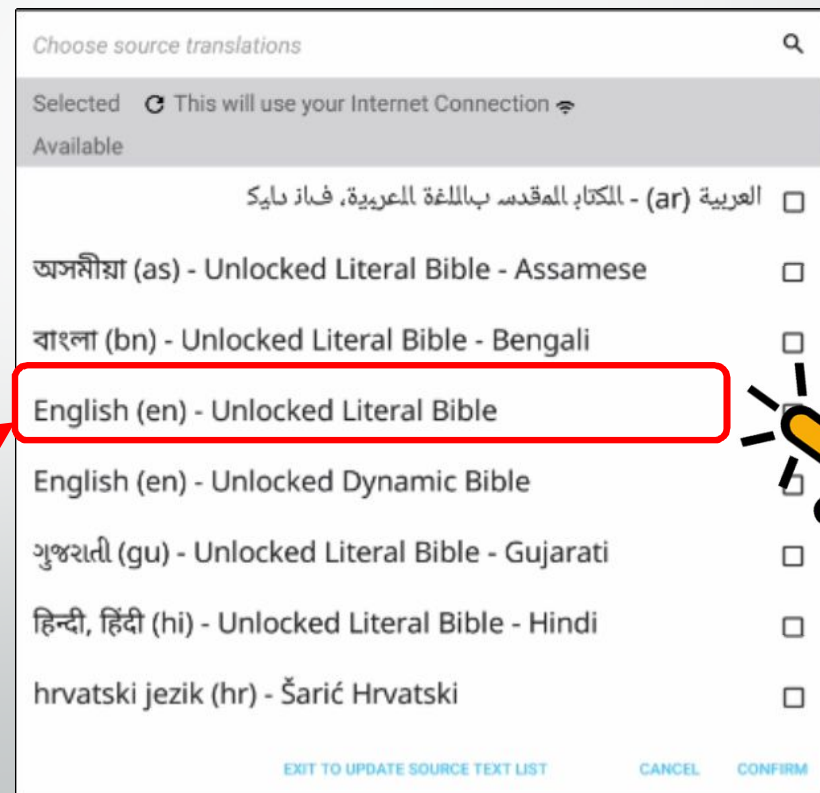 Choose source translations
Selected This will use your Internet Connection
Available
العربية (ar) - الكتاب المقدس باللغة العربية، فان دايك
অসমীয়া (as) - Unlocked Literal Bible - Assamese
বাংলা (bn) - Unlocked Literal Bible - Bengali
English (en) - Unlocked Literal Bible
English (en) - Unlocked Dynamic Bible
ગુજરાતી (gu) - Unlocked Literal Bible - Gujarati
हिन्दी, हिंदी (hi) - Unlocked Literal Bible - Hindi
hrvatski jezik (hr) - Šarić Hrvatski
EXIT TO UPDATE SOURCE TEXT LIST CANCEL CONFIRM